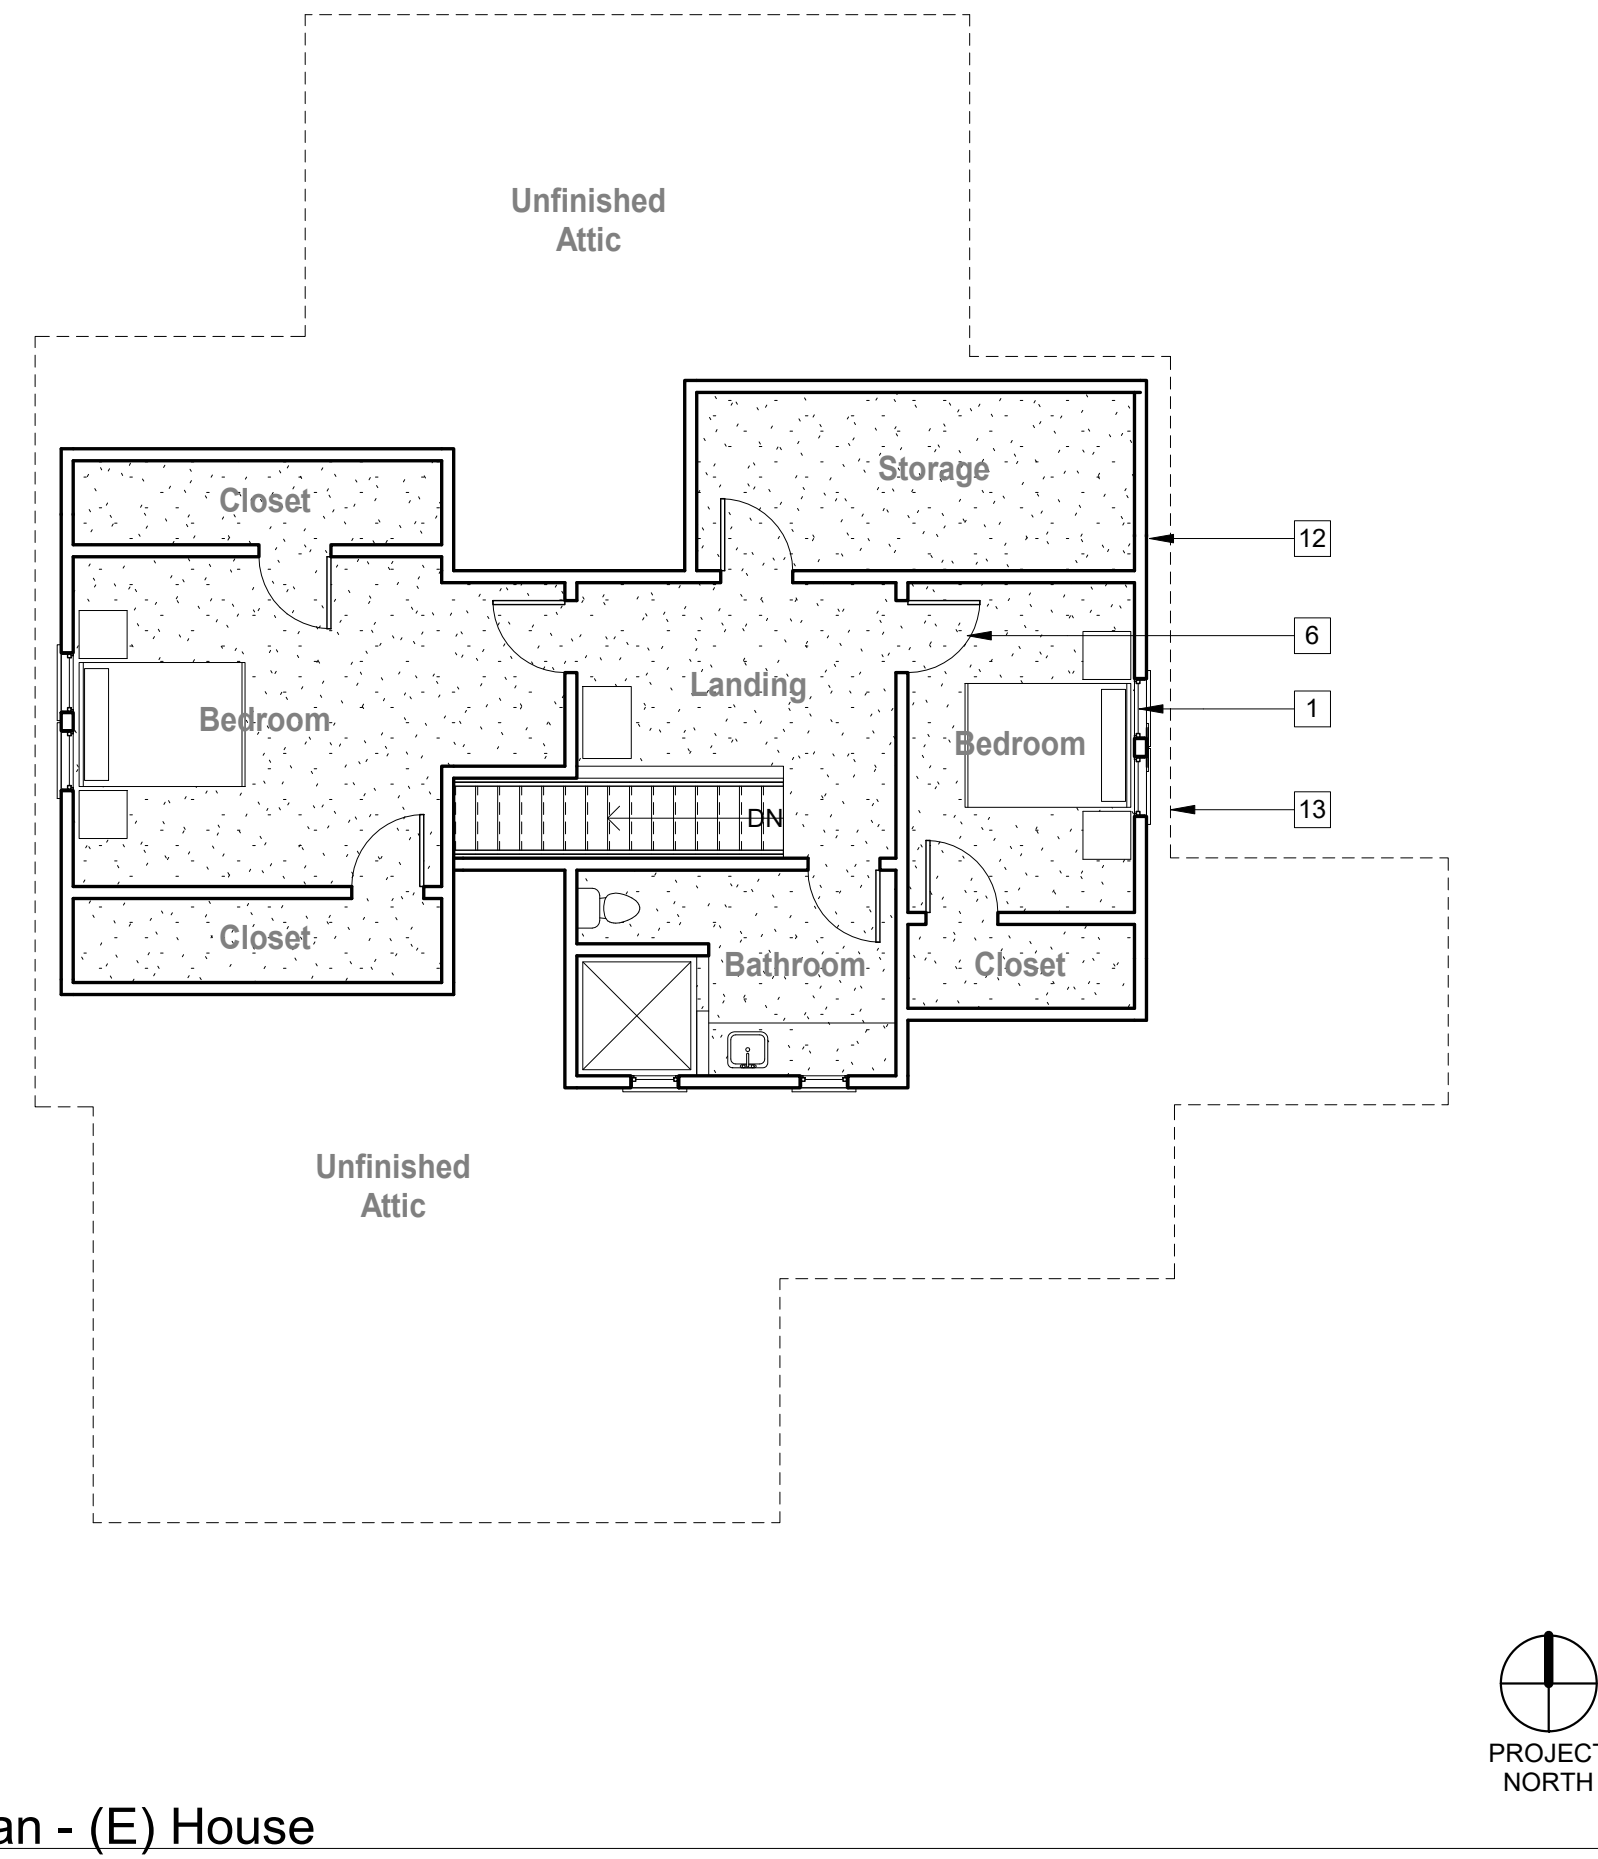 Unfinished
Attic
Storage
Closet
12
6
Landing
1
Bedroom
Bedroom
13
DN
Closet
Bathroom
Closet
Unfinished
Attic
PROJECT
NORTH
an - (E) House